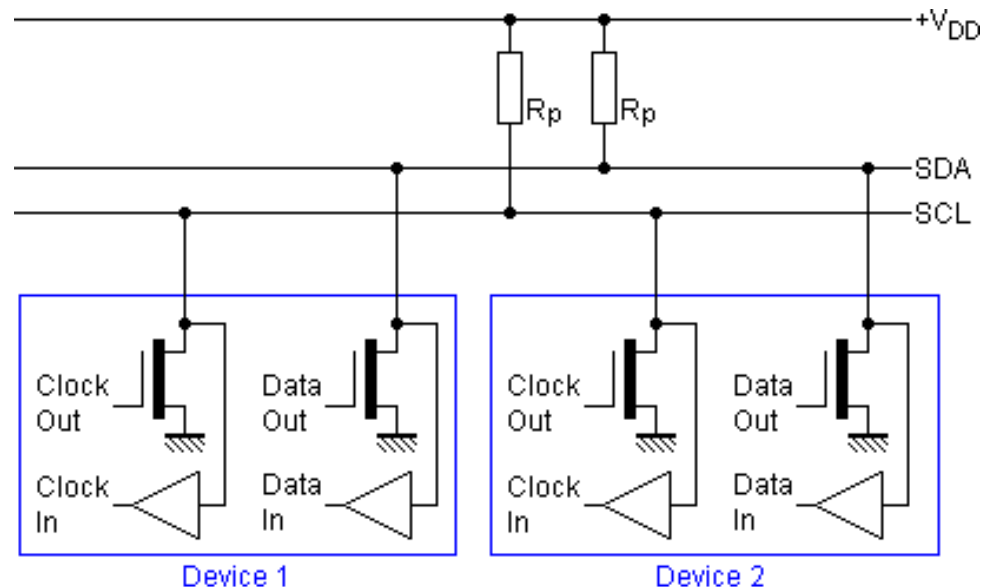 +VDD
Rp Rp
SDA
SCL
Clock Out
Data Out
Clock Out
Data Out
Clock In
Data In
Clock In
Data In
Device 1
Device 2